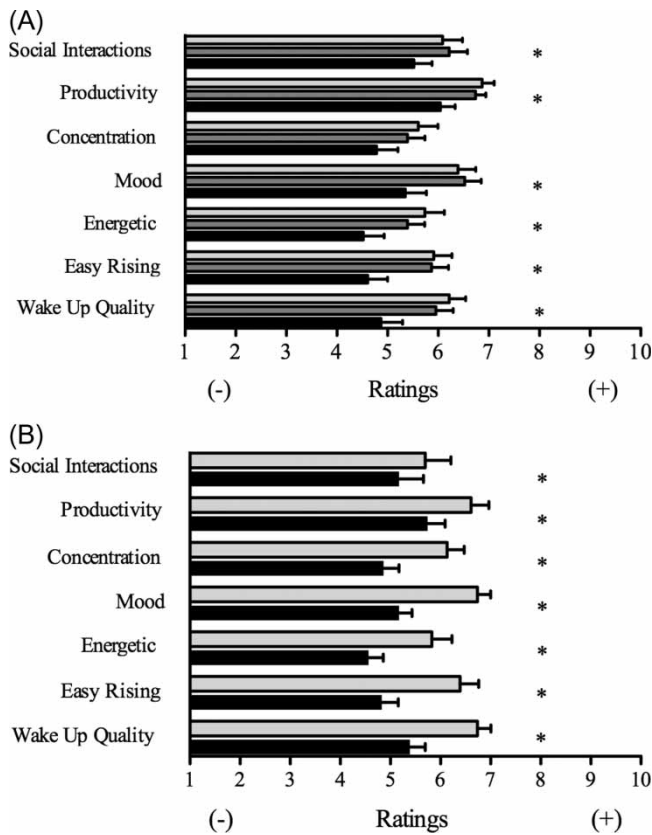 (A)
Social Interactions *
Productivity *
Concentration
Mood *
Energetic *
Easy Rising *
Wake Up Quality *
1 2 3 4 5 6 7 8 9 10
(-) Ratings (+)
(B)
Social Interactions *
Productivity *
Concentration *
Mood *
Energetic *
Easy Rising *
Wake Up Quality *
1 2 3 4 5 6 7 8 9 10
(-) Ratings (+)